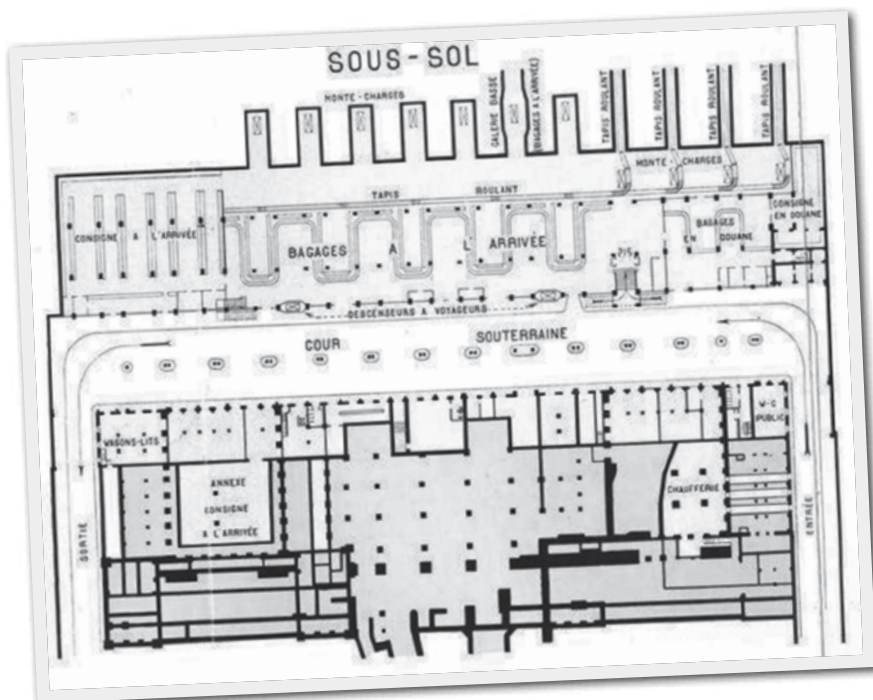 SOUS-SOL
MONTE-CHARGES
GALERIE BASSE
(BAGAGES A L'ARRIVÉE)
TAPIS ROULANT
TAPIS ROULANT
TAPIS ROULANT
TAPIS ROULANT
MONTE-CHARGES
TAPIS ROULANT
CONSIGNE A L'ARRIVÉE
BAGAGES A L'ARRIVÉE
BAGAGES
EN DOUANE
CONSIGNE
EN DOUANE
DESCENSEURS A VOYAGEURS
COUR SOUTERRAINE
WAGONS-LITS
W-C
PUBLIC
ANNEXE
CONSIGNE
A L'ARRIVÉE
CHAUFFERIE
SORTIE
ENTRÉE